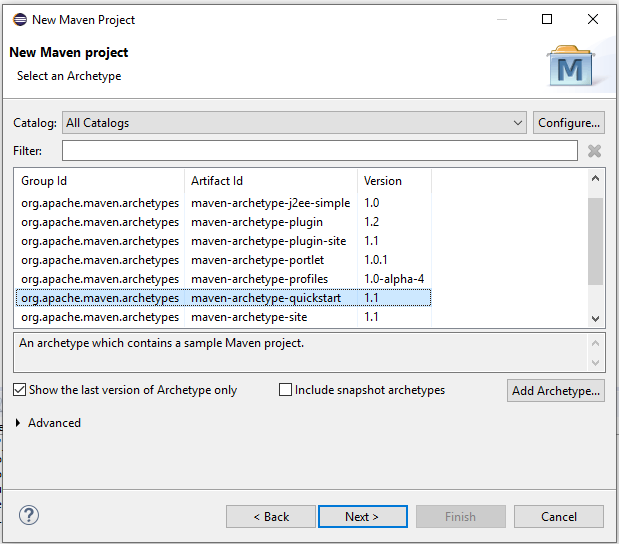 New Maven Project
New Maven project
Select an Archetype
M
Catalog: All Catalogs Configure...
Filter:
Group Id Artifact Id Version
org.apache.maven.archetypes maven-archetype-j2ee-simple 1.0
org.apache.maven.archetypes maven-archetype-plugin 1.2
org.apache.maven.archetypes maven-archetype-plugin-site 1.1
org.apache.maven.archetypes maven-archetype-portlet 1.0.1
org.apache.maven.archetypes maven-archetype-profiles 1.0-alpha-4
org.apache.maven.archetypes maven-archetype-quickstart 1.1
org.apache.maven.archetypes maven-archetype-site 1.1
An archetype which contains a sample Maven project.
Show the last version of Archetype only Include snapshot archetypes Add Archetype...
Advanced
? < Back Next > Finish Cancel